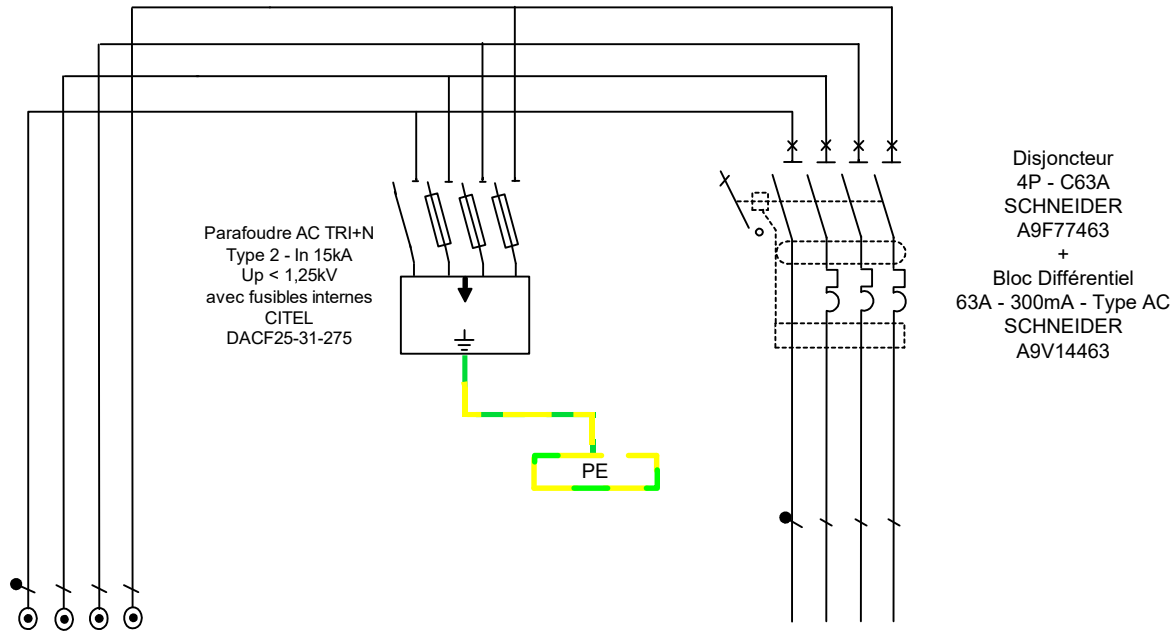 Parafoudre AC TRI+N
Type 2 - In 15kA
Up < 1,25kV
avec fusibles internes
CITEL
DACF25-31-275
PE
Disjoncteur
4P - C63A
SCHNEIDER
A9F77463
+
Bloc Différentiel
63A - 300mA - Type AC
SCHNEIDER
A9V14463